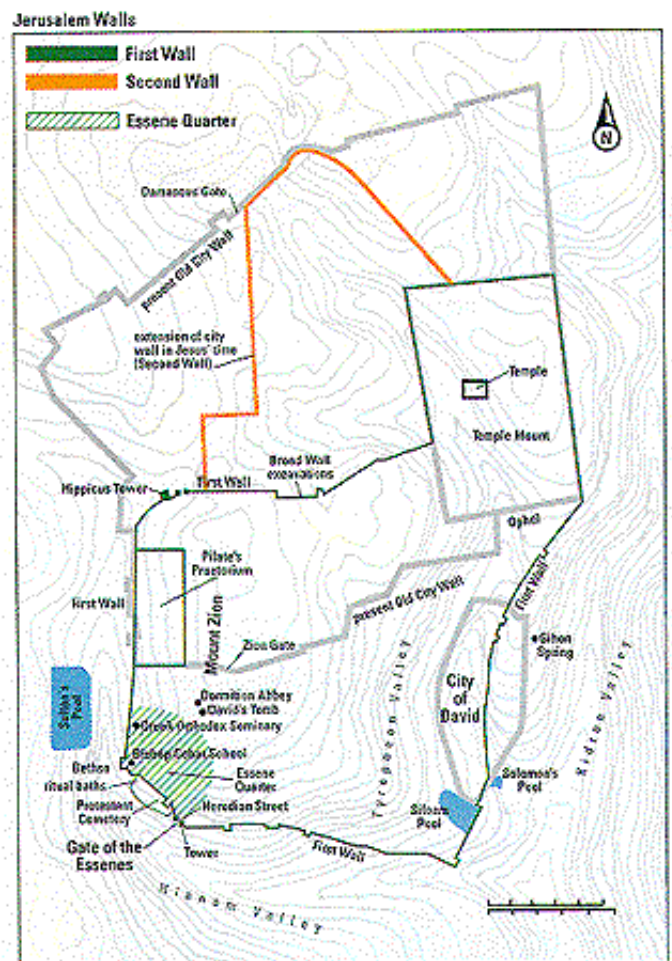 Jerusalem Walls
First Wall
Second Wall
Essene Quarter
N
Damascus Gate
present Old City Wall
extension of city
wall in Jesus' time
(Second Wall)
Temple
Temple Mount
Broad Wall
excavations
First Wall
Hippicus Tower
Ophel
Pilate's
Praetorium
First Wall
First Wall
present Old City Wall
Mount Zion
Zion Gate
Gihon
Spring
City
of
David
Kidron Valley
Tyropoeon Valley
Sultan's
Pool
Dormition Abbey
David's Tomb
Greek Orthodox Seminary
Bishop Gobat School
Bethso
ritual baths
Essene
Quarter
Protestant
Cemetery
Herodian Street
Solomon's
Pool
Siloam
Pool
Gate of the
Essenes
Tower
First Wall
Hinnom Valley